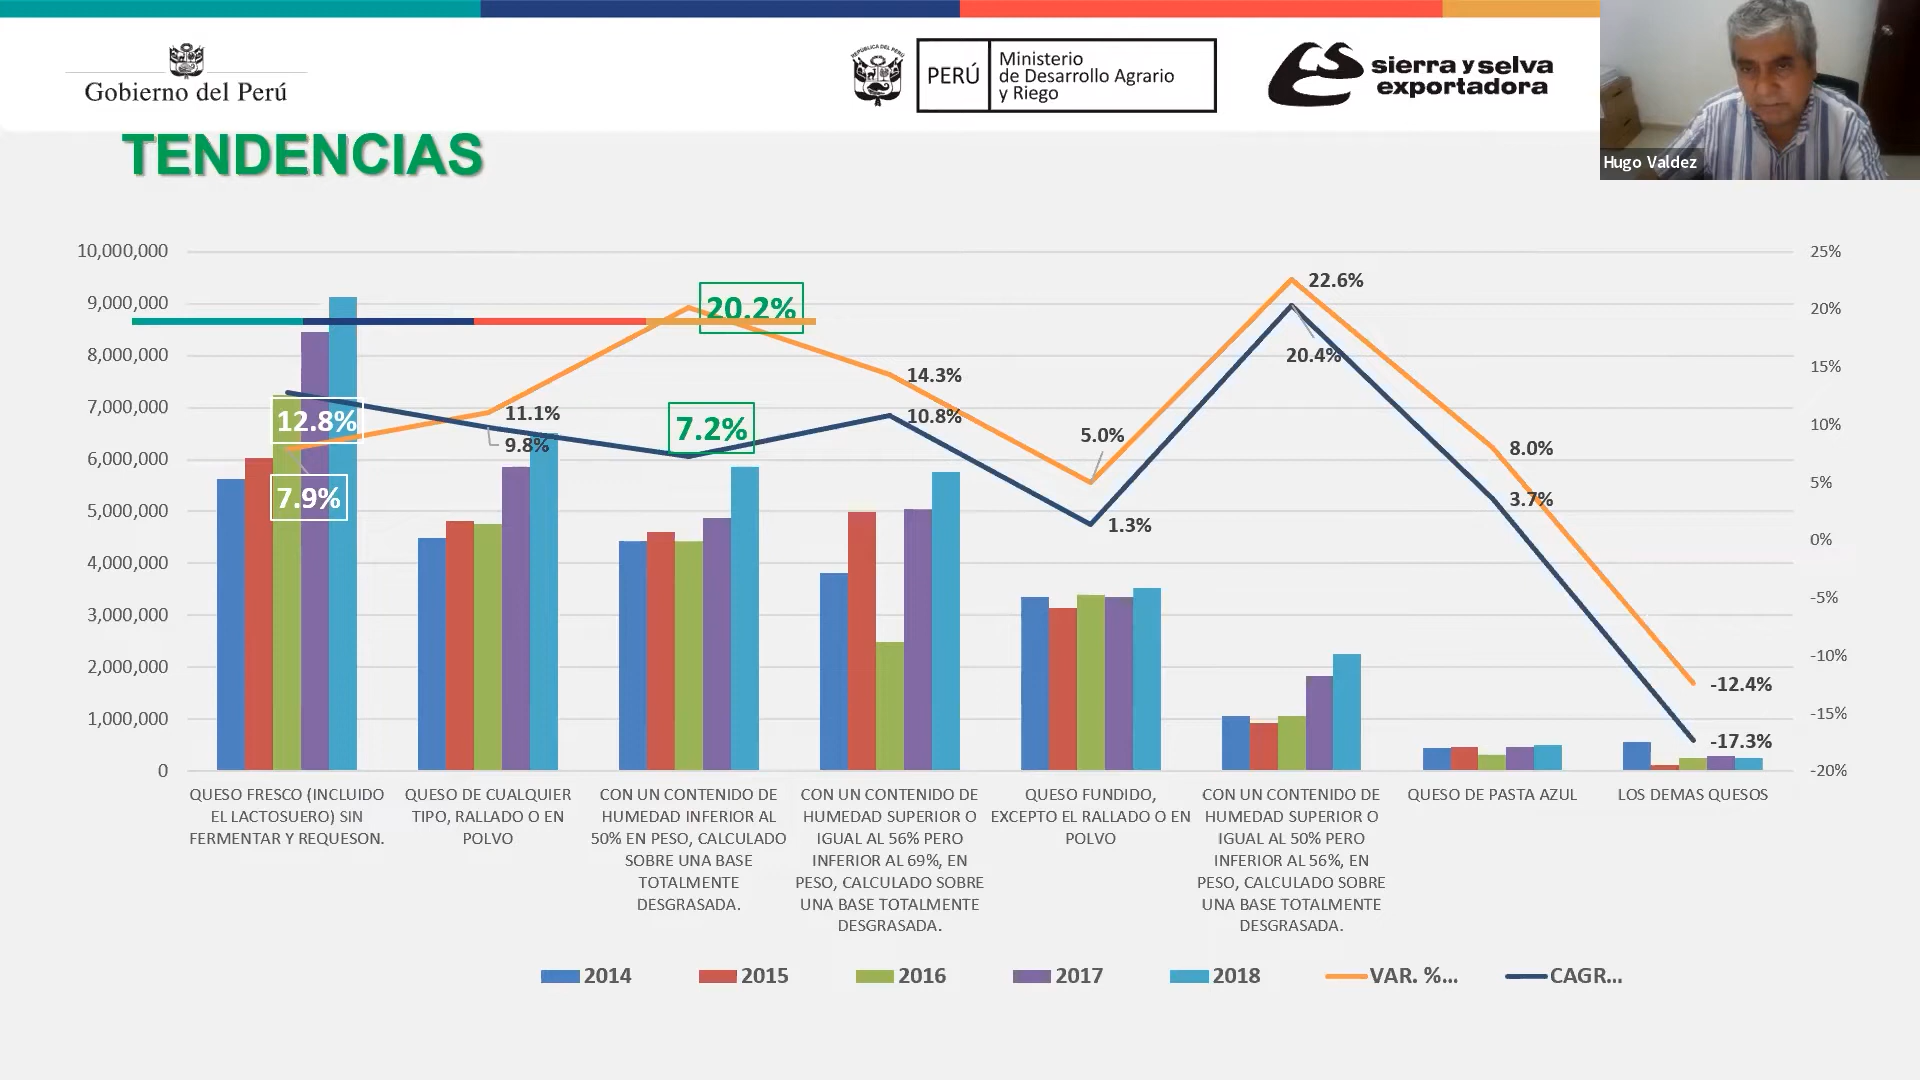 Gobierno del Perú
REPÚBLICA DEL PERÚ
PERÚ
Ministerio
de Desarrollo Agrario
y Riego
sierra y selva
exportadora
Hugo Valdez
TENDENCIAS
10,000,000
9,000,000
8,000,000
7,000,000
6,000,000
5,000,000
4,000,000
3,000,000
2,000,000
1,000,000
0
25%
20%
15%
10%
5%
0%
-5%
-10%
-15%
-20%
12.8%
7.9%
11.1%
9.8%
20.2%
7.2%
14.3%
10.8%
5.0%
1.3%
22.6%
20.4%
8.0%
3.7%
-12.4%
-17.3%
QUESO FRESCO (INCLUIDO
EL LACTOSUERO) SIN
FERMENTAR Y REQUESON.
QUESO DE CUALQUIER
TIPO, RALLADO O EN
POLVO
CON UN CONTENIDO DE
HUMEDAD INFERIOR AL
50% EN PESO, CALCULADO
SOBRE UNA BASE
TOTALMENTE
DESGRASADA.
CON UN CONTENIDO DE
HUMEDAD SUPERIOR O
IGUAL AL 56% PERO
INFERIOR AL 69%, EN
PESO, CALCULADO SOBRE
UNA BASE TOTALMENTE
DESGRASADA.
QUESO FUNDIDO,
EXCEPTO EL RALLADO O EN
POLVO
CON UN CONTENIDO DE
HUMEDAD SUPERIOR O
IGUAL AL 50% PERO
INFERIOR AL 56%, EN
PESO, CALCULADO SOBRE
UNA BASE TOTALMENTE
DESGRASADA.
QUESO DE PASTA AZUL
LOS DEMAS QUESOS
2014
2015
2016
2017
2018
VAR. %...
CAGR...